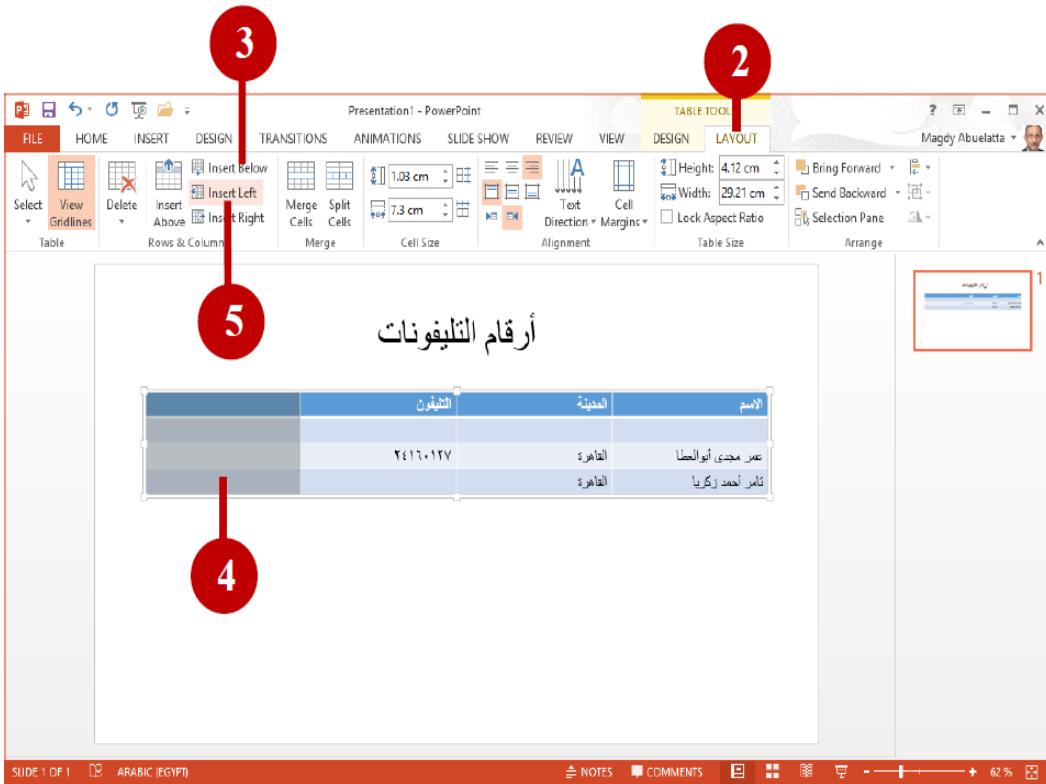 3
2
Presentation1 - PowerPoint
TABLE TOOLS
FILE
HOME
INSERT
DESIGN
TRANSITIONS
ANIMATIONS
SLIDE SHOW
REVIEW
VIEW
DESIGN
LAYOUT
Magdy Abuelatta
Select
View Gridlines
Delete
Insert Above
Insert Below
Insert Left
Insert Right
Merge Cells
Split Cells
1.03 cm
7.3 cm
Text Direction
Cell Margins
Height: 4.12 cm
Width: 29.21 cm
Lock Aspect Ratio
Bring Forward
Send Backward
Selection Pane
Table
Rows & Column
Merge
Cell Size
Alignment
Table Size
Arrange
5
1
أرقام التليفونات
الاسم المدينة التليفون
عمر مجدى أبوالعطا القاهرة ٢٤١٦٠١٢٧
تامر أحمد زكريا القاهرة
4
SLIDE 1 OF 1
ARABIC (EGYPT)
NOTES
COMMENTS
62 %